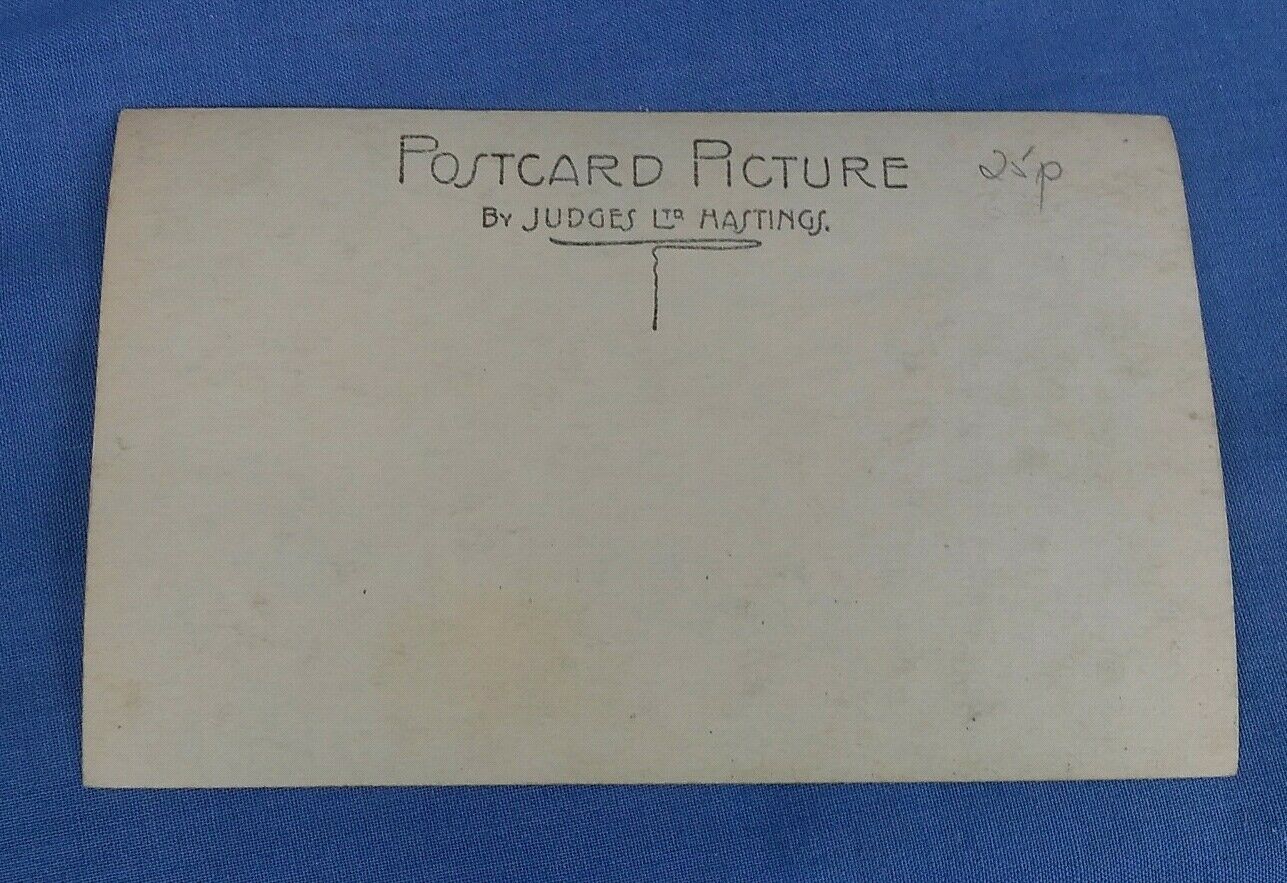 POSTCARD PICTURE
25p
BY JUDGES LTD HASTINGS.